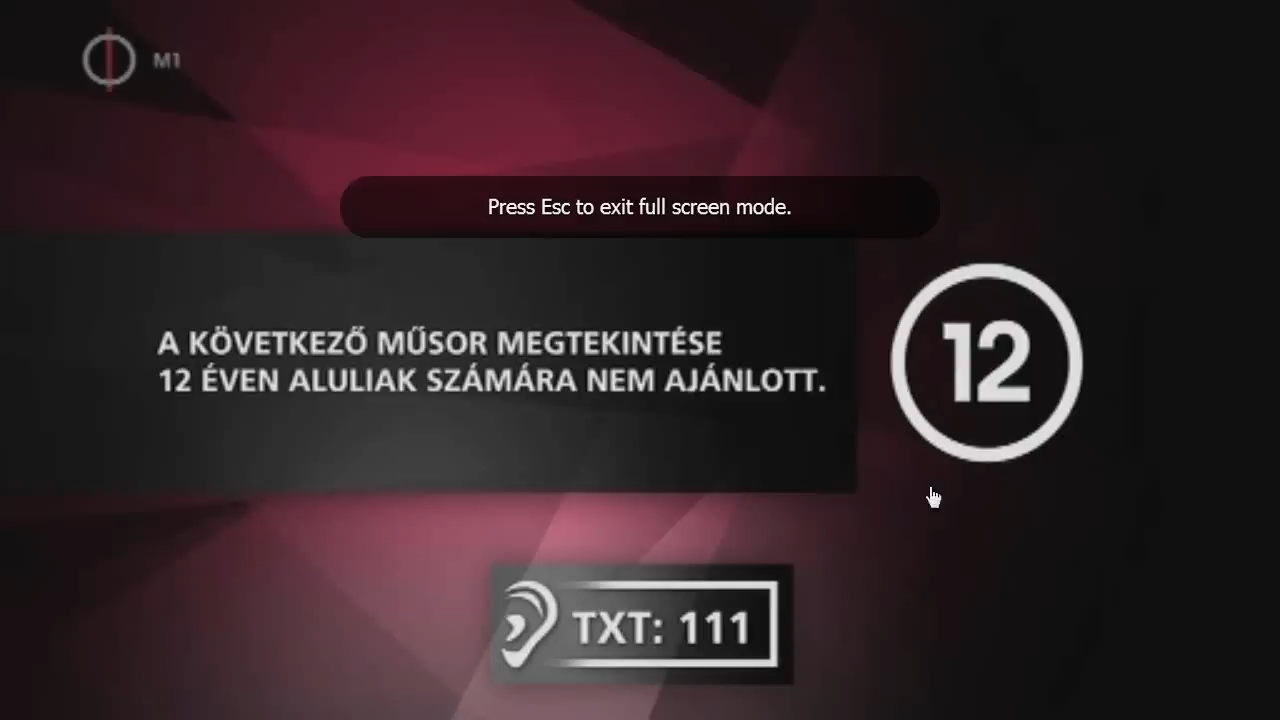 M1
Press Esc to exit full screen mode.
A KÖVETKEZŐ MŰSOR MEGTEKINTÉSE
12 ÉVEN ALULIAK SZÁMÁRA NEM AJÁNLOTT.
12
TXT: 111